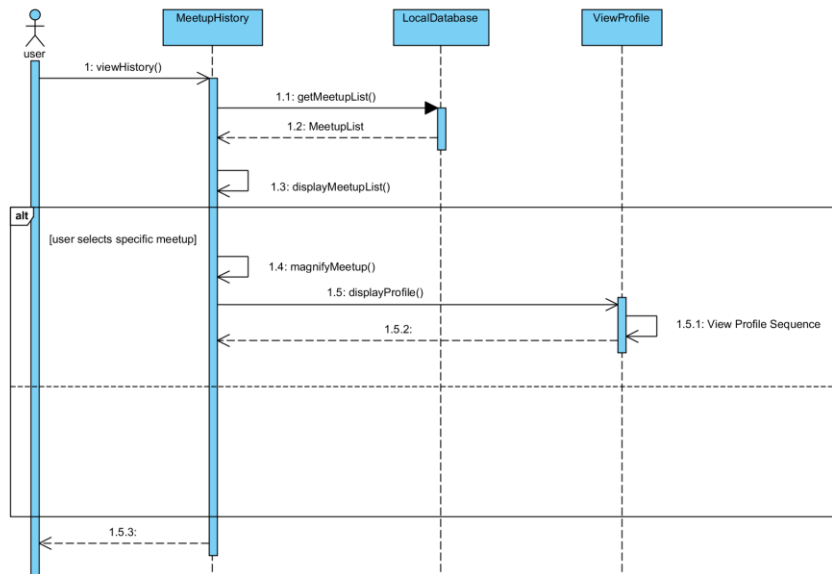 MeetupHistory
LocalDatabase
ViewProfile
user
1: viewHistory()
1.1: getMeetupList()
1.2: MeetupList
1.3: displayMeetupList()
alt
[user selects specific meetup]
1.4: magnifyMeetup()
1.5: displayProfile()
1.5.1: View Profile Sequence
1.5.2:
1.5.3: